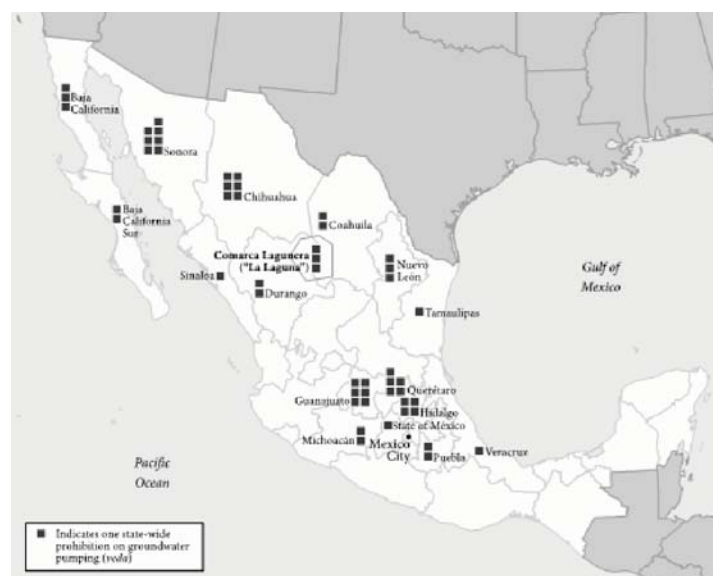 Baja
California
Sonora
Chihuahua
Coahuila
Baja
California
Sur
Comarca Lagunera
("La Laguna")
Nuevo
León
Sinaloa
Durango
Gulf of
Mexico
Tamaulipas
Querétaro
Guanajuato
Hidalgo
State of México
Michoacán
Mexico
City
Puebla
Veracruz
Pacific
Ocean
Indicates one state-wide
prohibition on groundwater
pumping (veda)